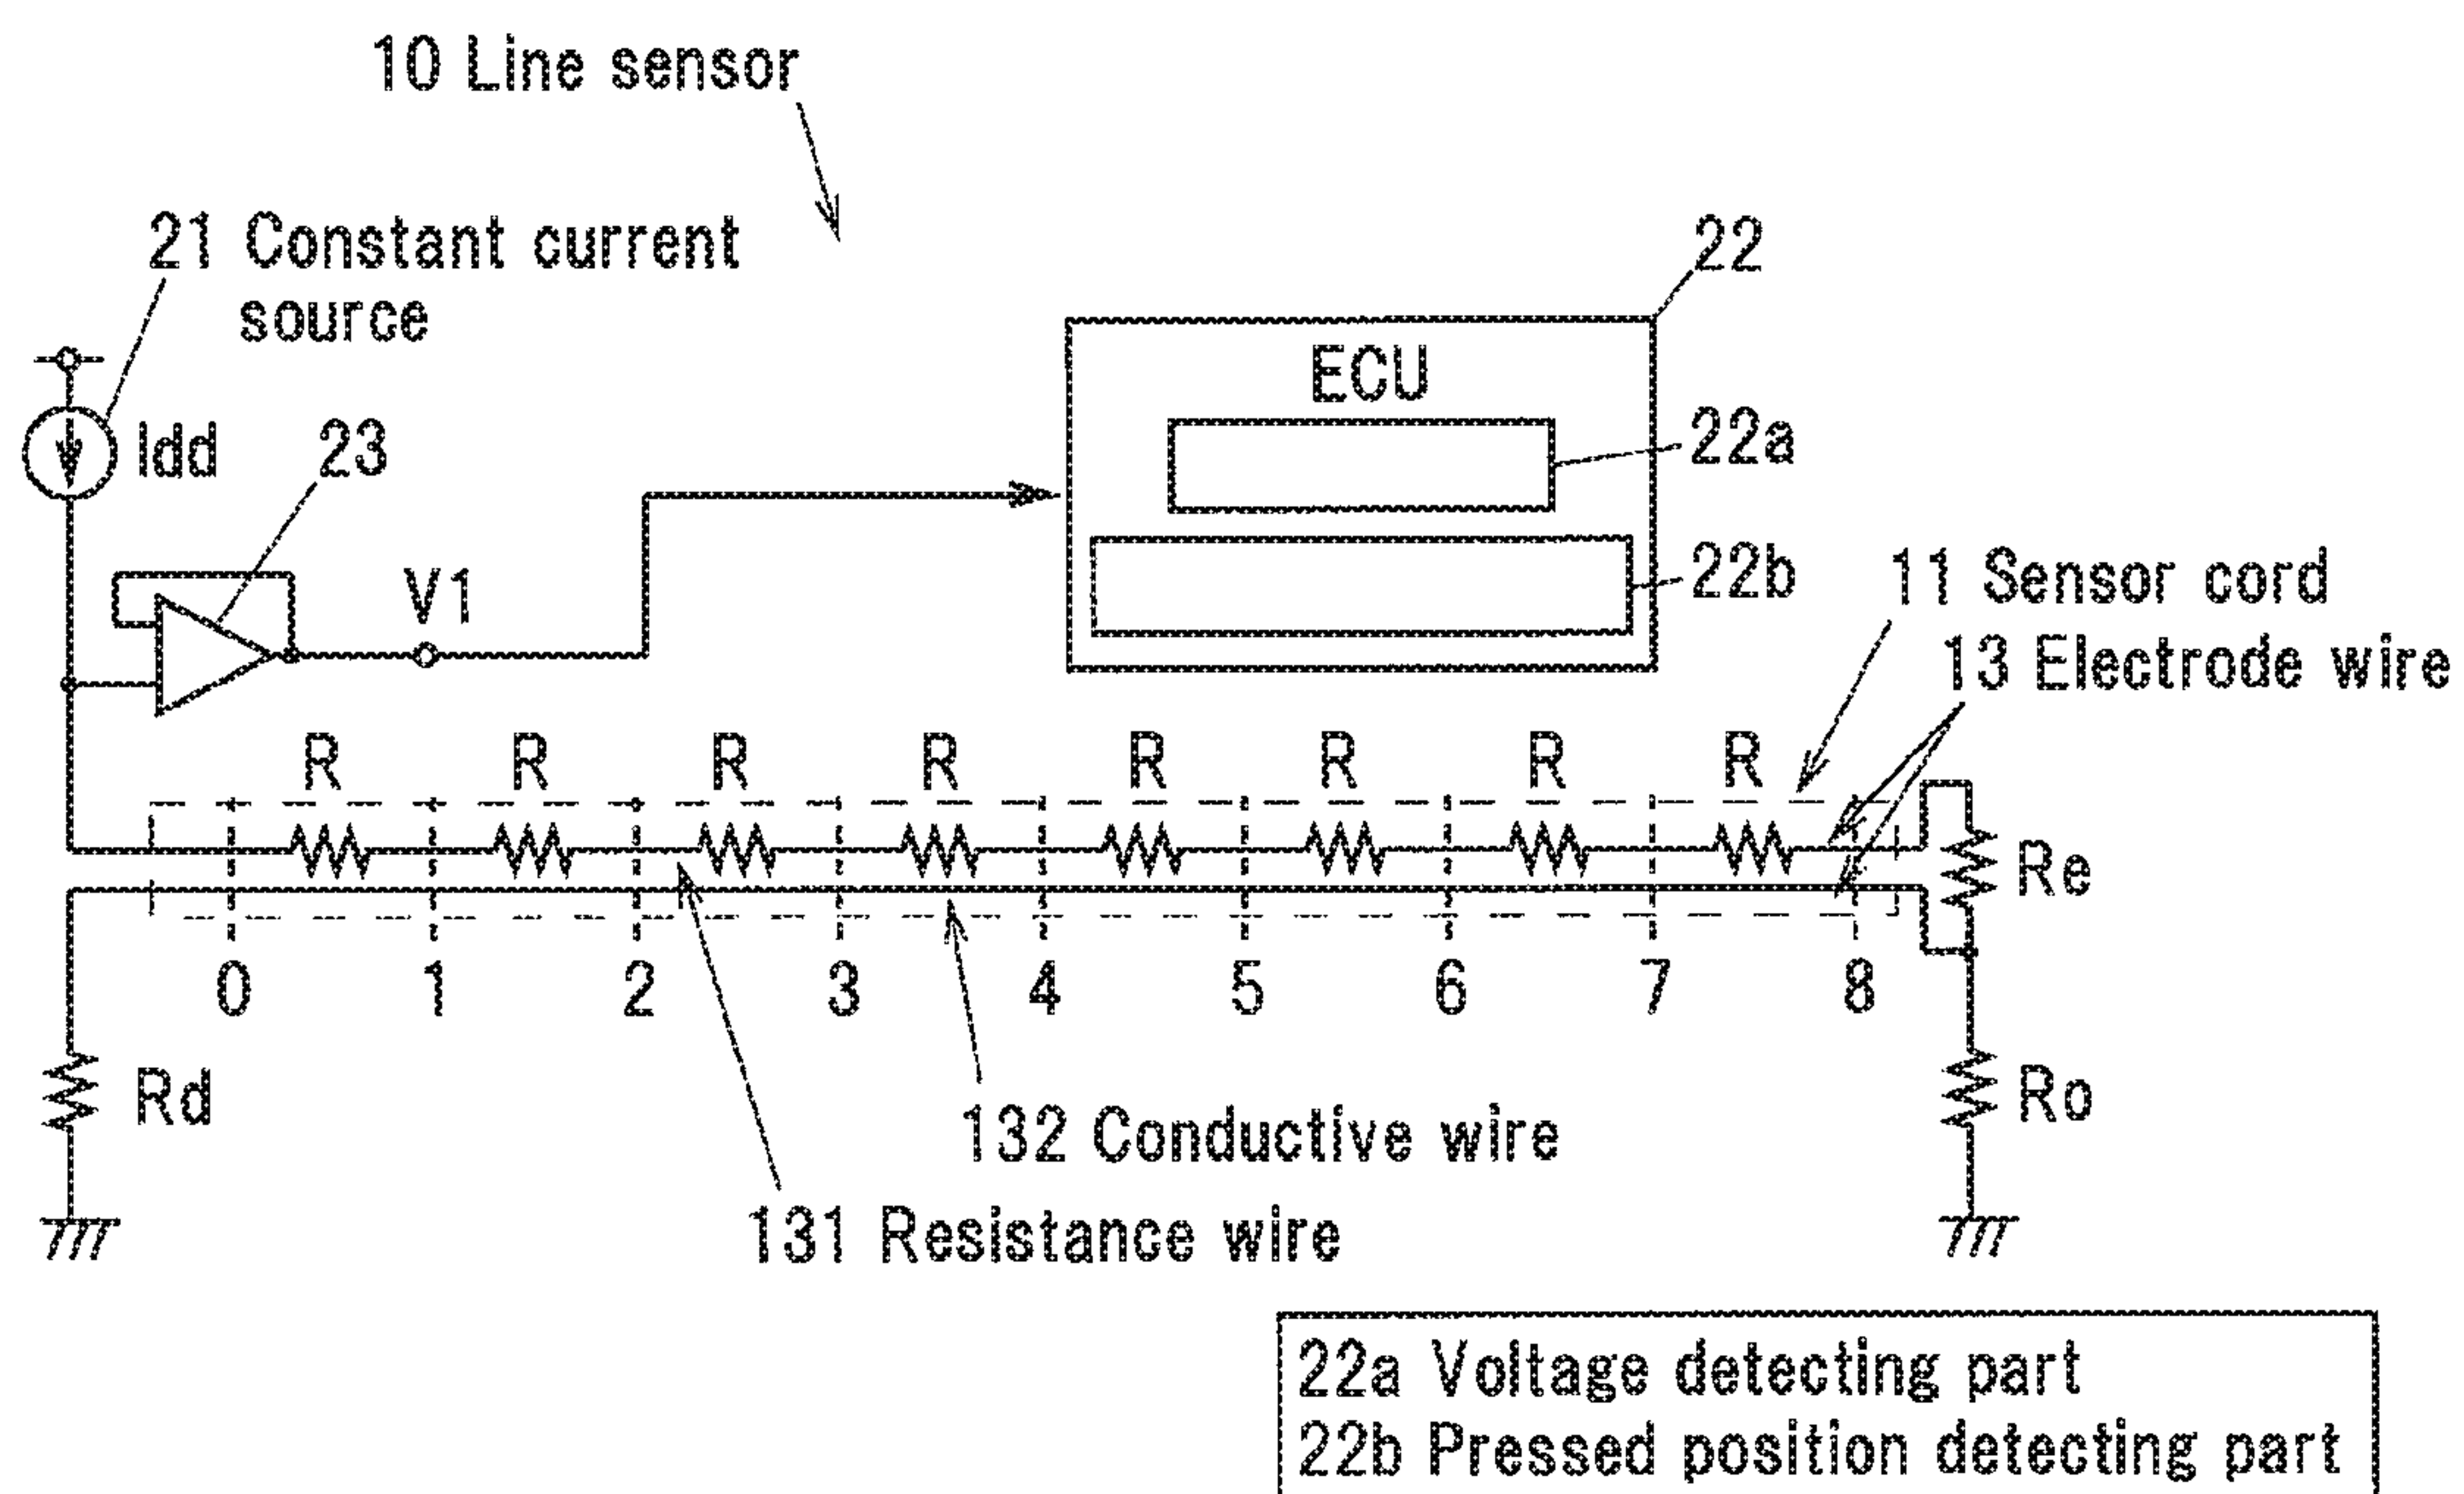 10 Line sensor
21 Constant current
source
22
ECU
Idd
23
22a
22b
V1
11 Sensor cord
13 Electrode wire
R R R R R R R R
Re
0 1 2 3 4 5 6 7 8
Rd
Ro
132 Conductive wire
131 Resistance wire
22a Voltage detecting part
22b Pressed position detecting part